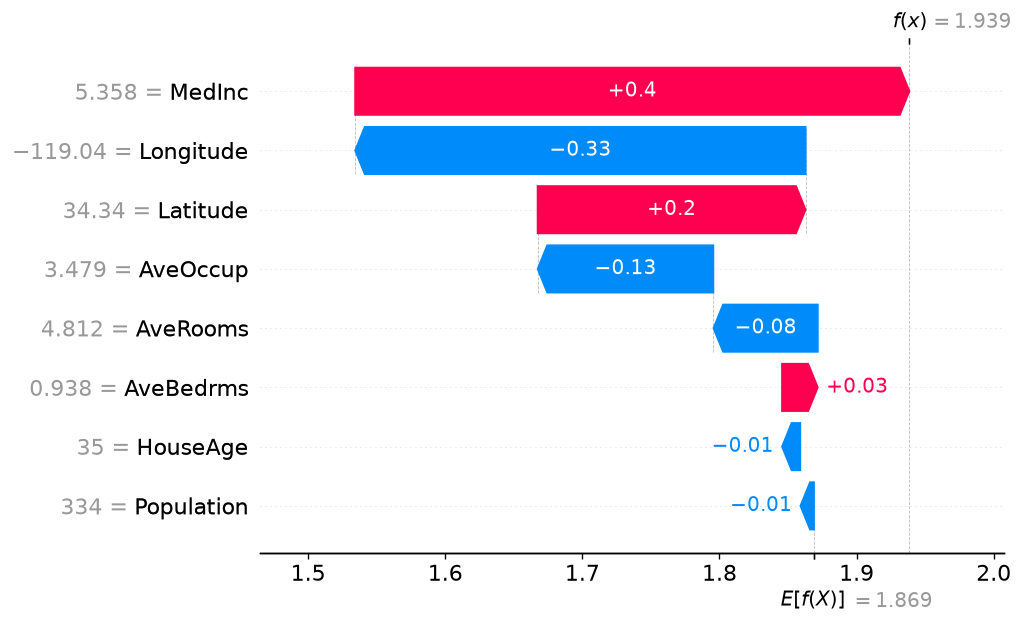 f(x) = 1.939
5.358 = MedInc +0.4
−119.04 = Longitude −0.33
34.34 = Latitude +0.2
3.479 = AveOccup −0.13
4.812 = AveRooms −0.08
0.938 = AveBedrms +0.03
35 = HouseAge −0.01
334 = Population −0.01
1.5 1.6 1.7 1.8 1.9 2.0
E[f(X)] = 1.869